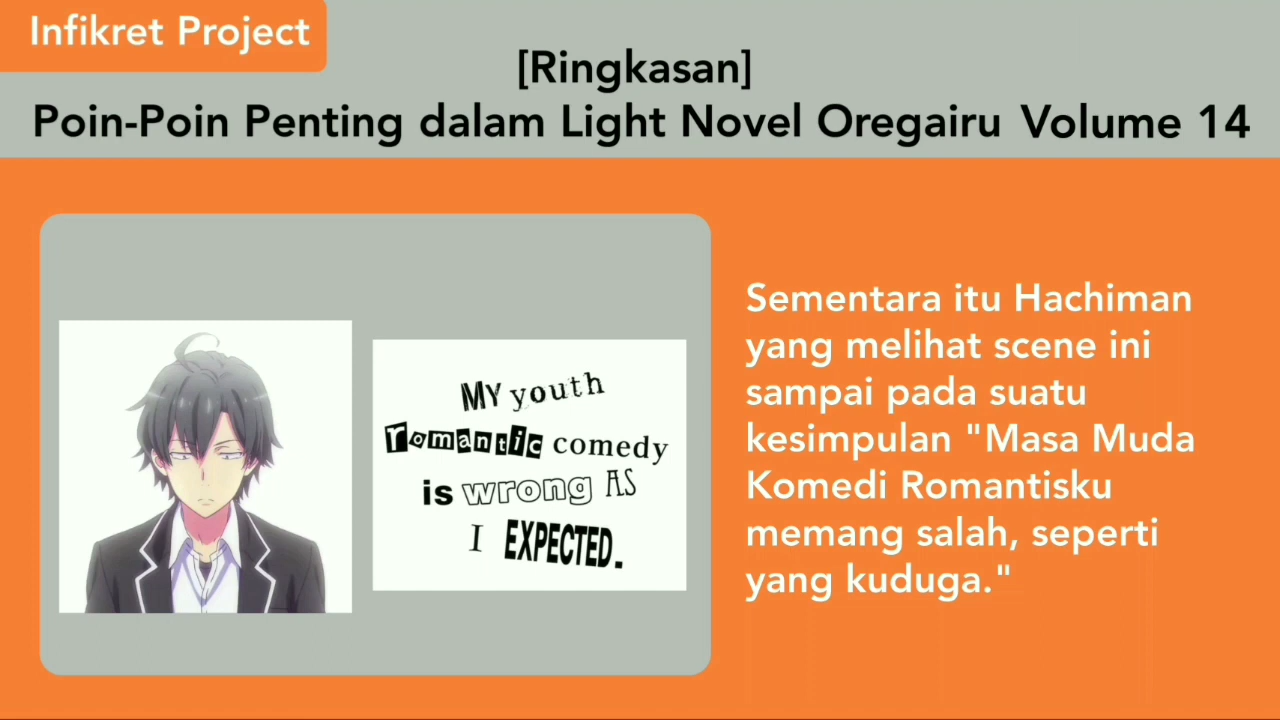 Infikret Project
[Ringkasan]
Poin-Poin Penting dalam Light Novel Oregairu Volume 14
MY youth
romantic comedy
is wrong AS
I EXPECTED.
Sementara itu Hachiman
yang melihat scene ini
sampai pada suatu
kesimpulan "Masa Muda
Komedi Romantisku
memang salah, seperti
yang kuduga."